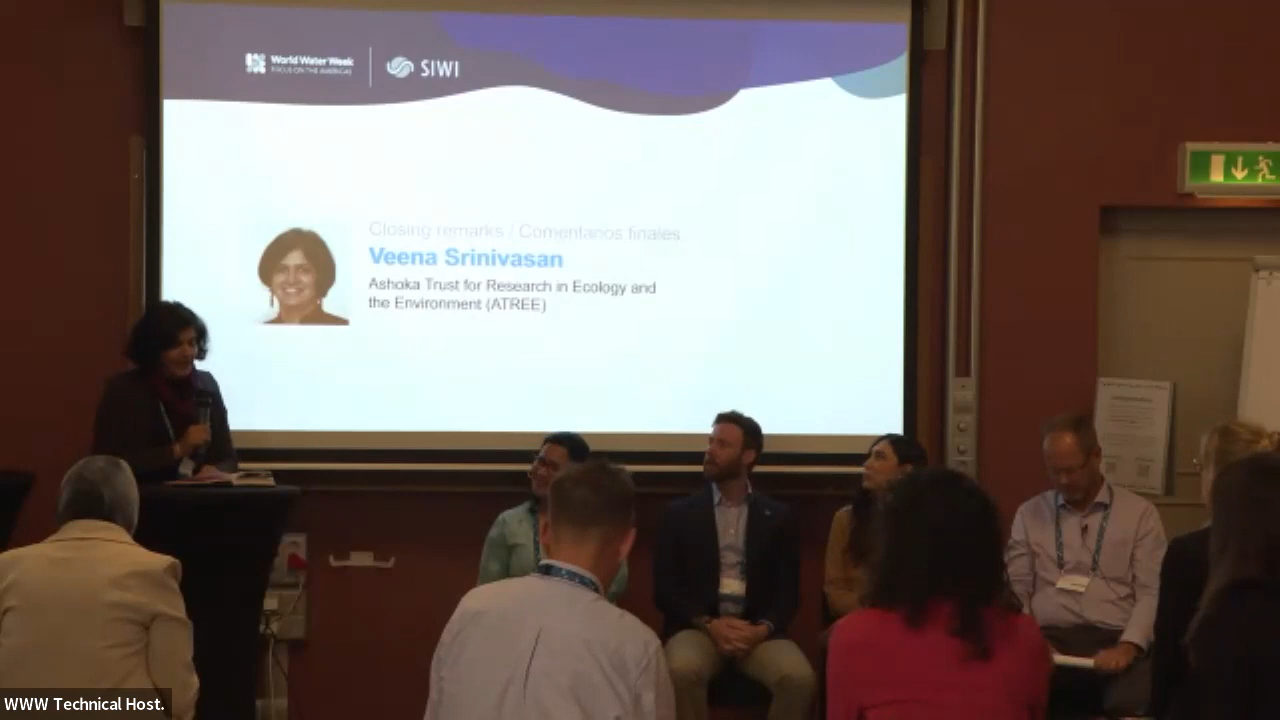 World Water Week
FOCUS ON THE AMERICAS
SIWI
Closing remarks / Comentarios finales
Veena Srinivasan
Ashoka Trust for Research in Ecology and
the Environment (ATREE)
WWW Technical Host.